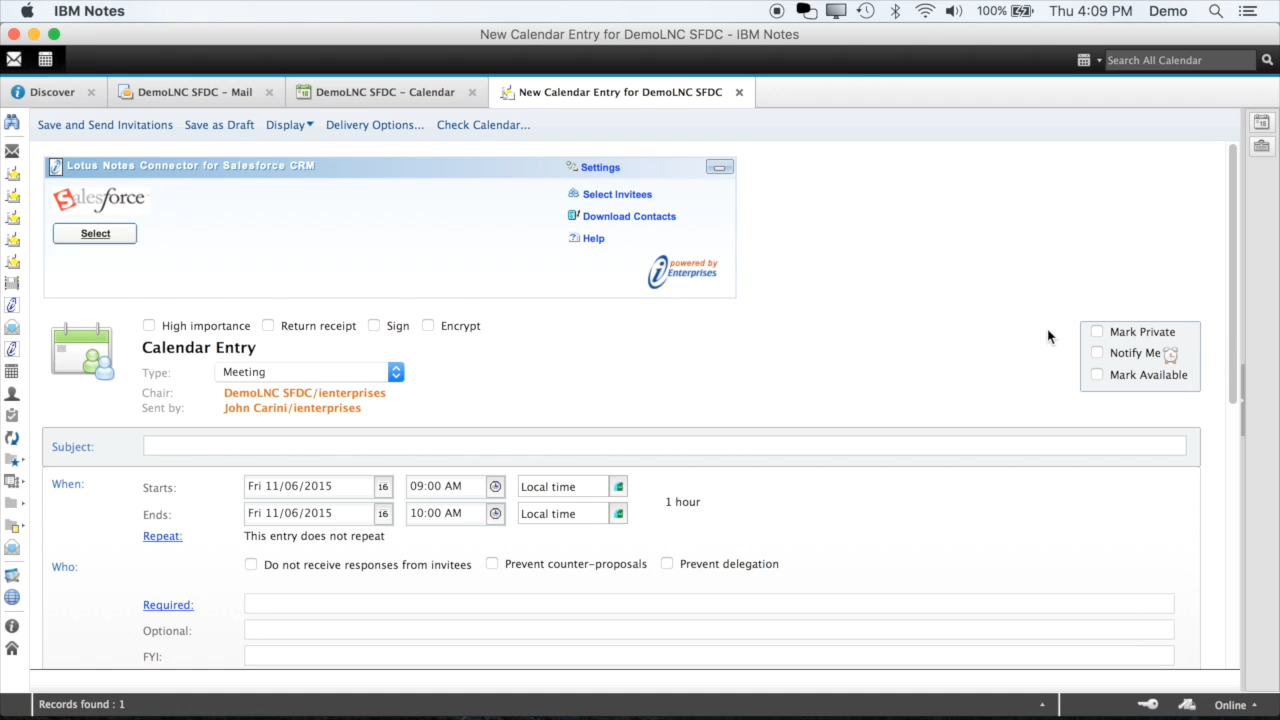 IBM Notes
100%
Thu 4:09 PM
Demo
New Calendar Entry for DemoLNC SFDC - IBM Notes
Search All Calendar
Discover
DemoLNC SFDC - Mail
DemoLNC SFDC - Calendar
New Calendar Entry for DemoLNC SFDC
Save and Send Invitations
Save as Draft
Display
Delivery Options...
Check Calendar...
Lotus Notes Connector for Salesforce CRM
Settings
Salesforce
Select Invitees
Download Contacts
Select
Help
powered by
iEnterprises
High importance
Return receipt
Sign
Encrypt
Mark Private
Notify Me
Mark Available
Calendar Entry
Type: Meeting
Chair: DemoLNC SFDC/ienterprises
Sent by: John Carini/ienterprises
Subject:
When:
Starts: Fri 11/06/2015 16 09:00 AM Local time
1 hour
Ends: Fri 11/06/2015 16 10:00 AM Local time
Repeat: This entry does not repeat
Who:
Do not receive responses from invitees
Prevent counter-proposals
Prevent delegation
Required:
Optional:
FYI:
Records found : 1
Online